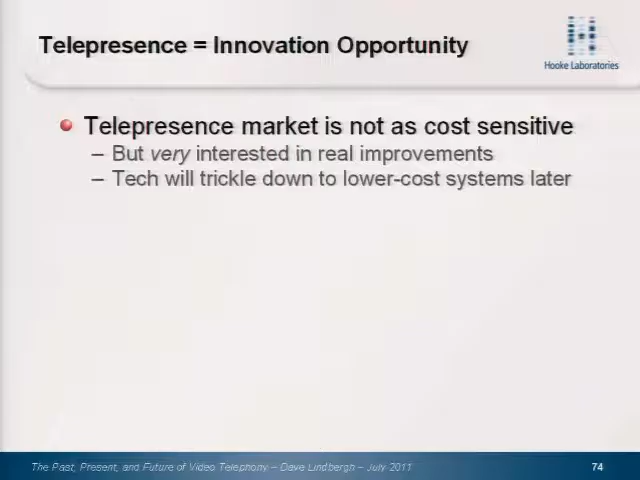 Telepresence = Innovation Opportunity
Hooke Laboratories
Telepresence market is not as cost sensitive
– But very interested in real improvements
– Tech will trickle down to lower-cost systems later
The Past, Present, and Future of Video Telephony – Dave Lindbergh – July 2011
74